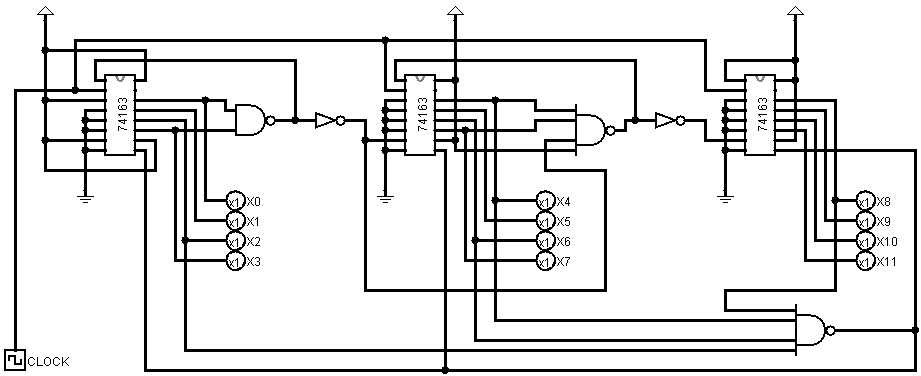 74163
74163
74163
x1 X0
x1 X1
x1 X2
x1 X3
x1 X4
x1 X5
x1 X6
x1 X7
x1 X8
x1 X9
x1 X10
x1 X11
CLOCK